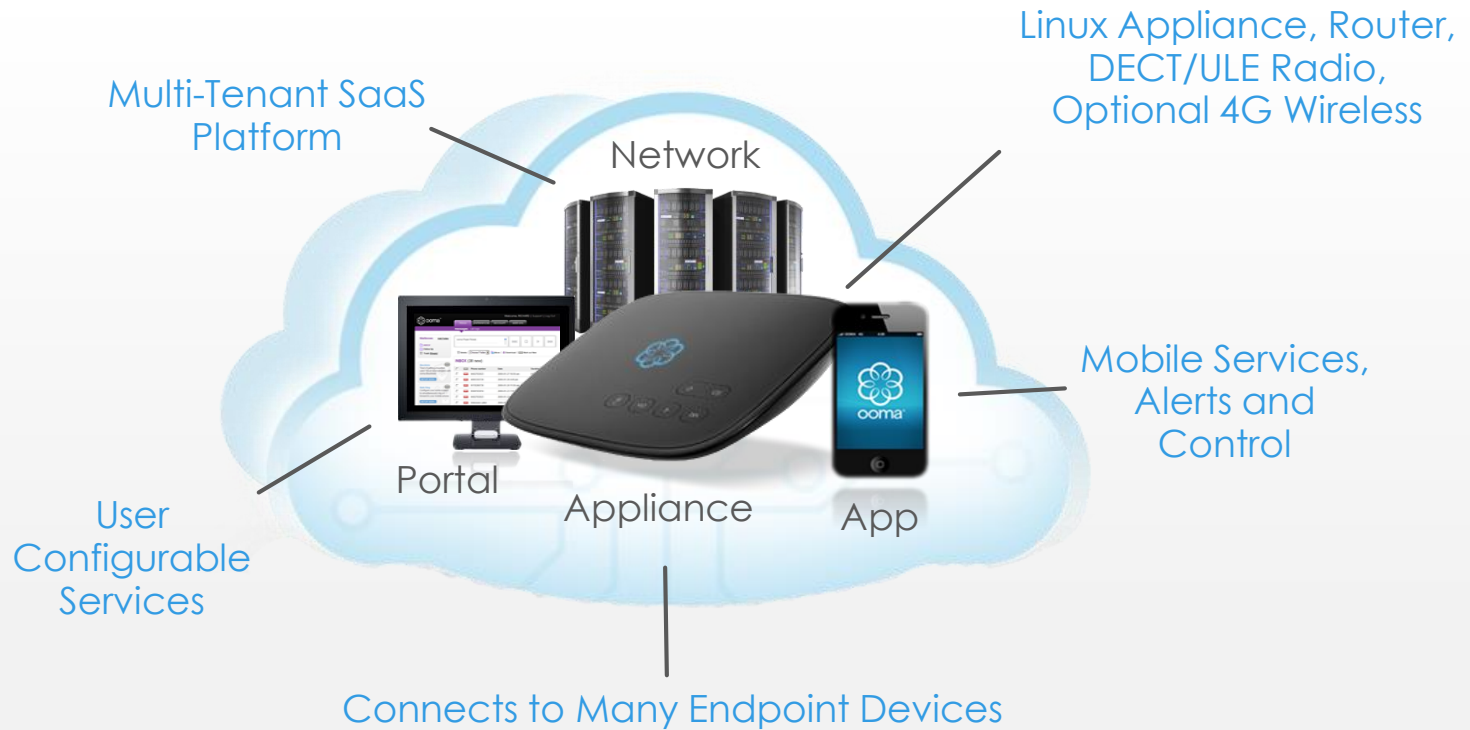 Linux Appliance, Router,
DECT/ULE Radio,
Optional 4G Wireless
Multi-Tenant SaaS
Platform
Network
ooma
ooma
Mobile Services,
Alerts and
Control
Portal
Appliance
App
User
Configurable
Services
Connects to Many Endpoint Devices